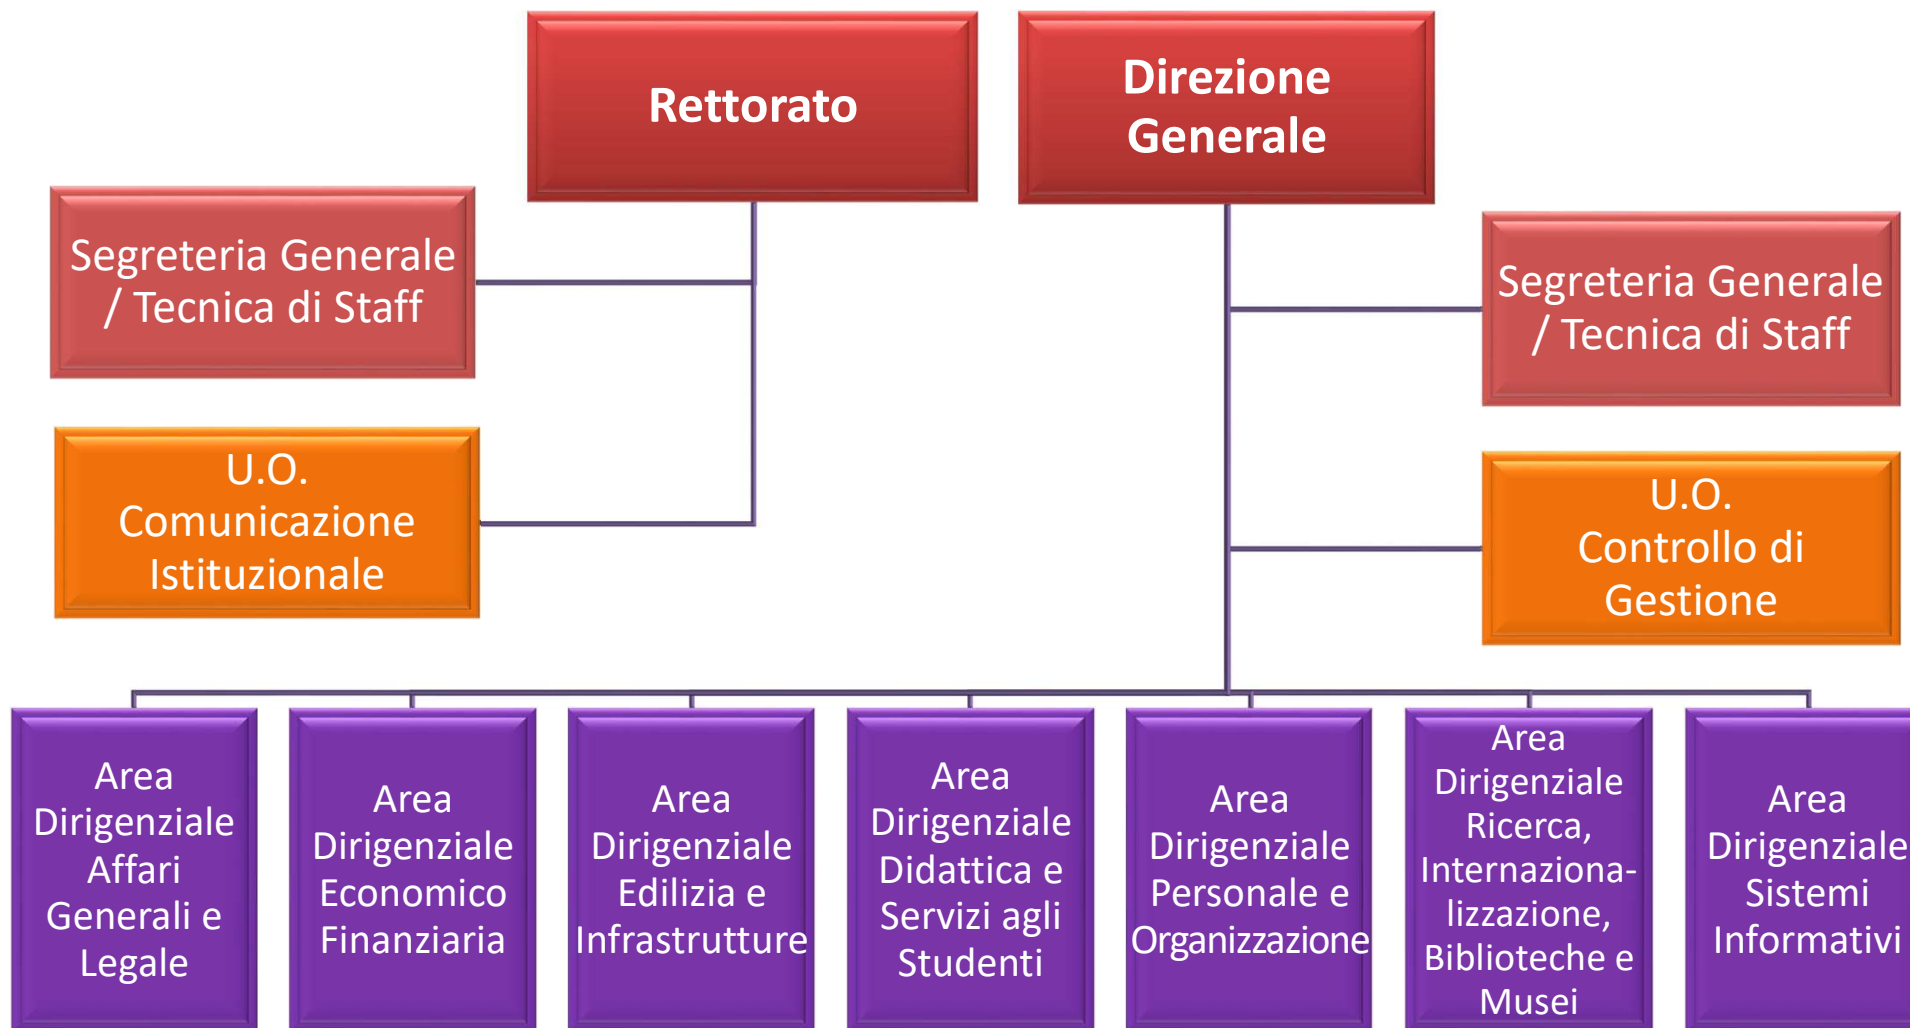 Rettorato
Direzione
Generale
Segreteria Generale
/ Tecnica di Staff
Segreteria Generale
/ Tecnica di Staff
U.O.
Comunicazione
Istituzionale
U.O.
Controllo di
Gestione
Area
Dirigenziale
Affari
Generali e
Legale
Area
Dirigenziale
Economico
Finanziaria
Area
Dirigenziale
Edilizia e
Infrastrutture
Area
Dirigenziale
Didattica e
Servizi agli
Studenti
Area
Dirigenziale
Personale e
Organizzazione
Area
Dirigenziale
Ricerca,
Internaziona-
lizzazione,
Biblioteche e
Musei
Area
Dirigenziale
Sistemi
Informativi